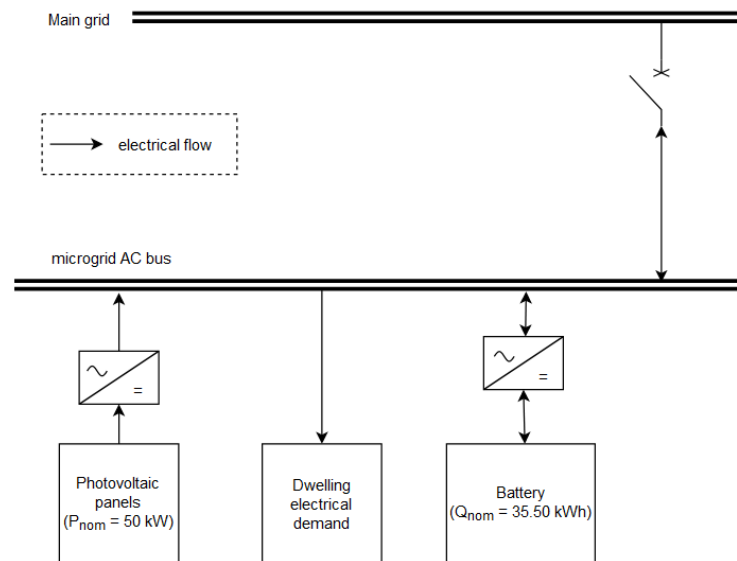 Main grid
electrical flow
microgrid AC bus
=
=
Photovoltaic
panels
(Pnom = 50 kW)
Dwelling
electrical
demand
Battery
(Qnom = 35.50 kWh)